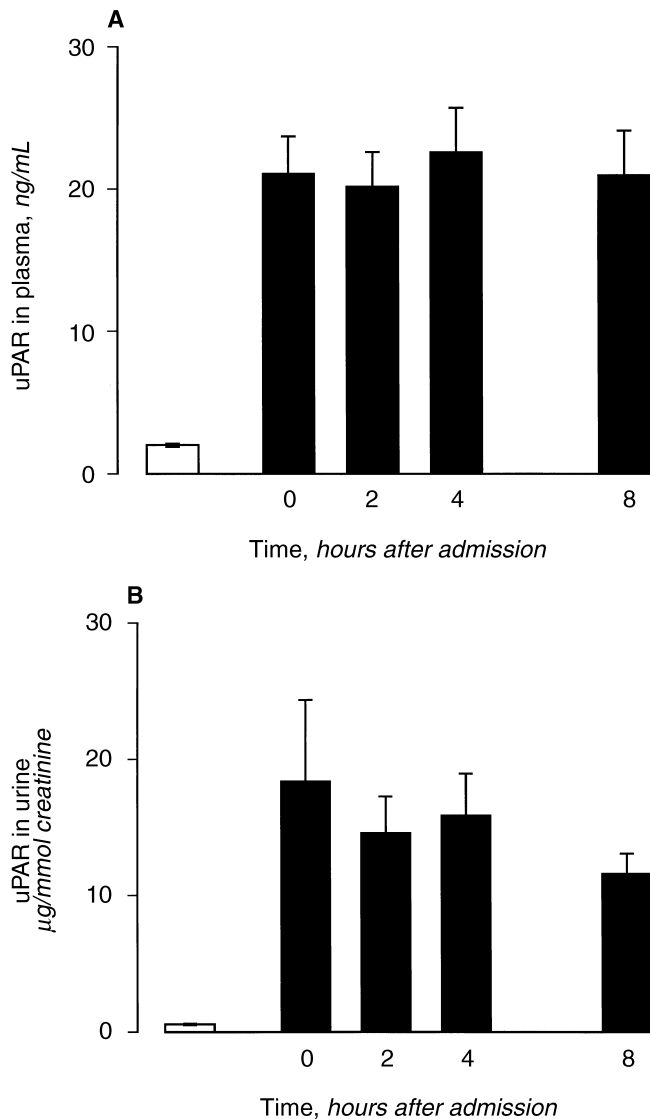 A
30
20
10
0
uPAR in plasma, ng/mL
0 2 4 8
Time, hours after admission
B
30
20
10
0
uPAR in urine
µg/mmol creatinine
0 2 4 8
Time, hours after admission